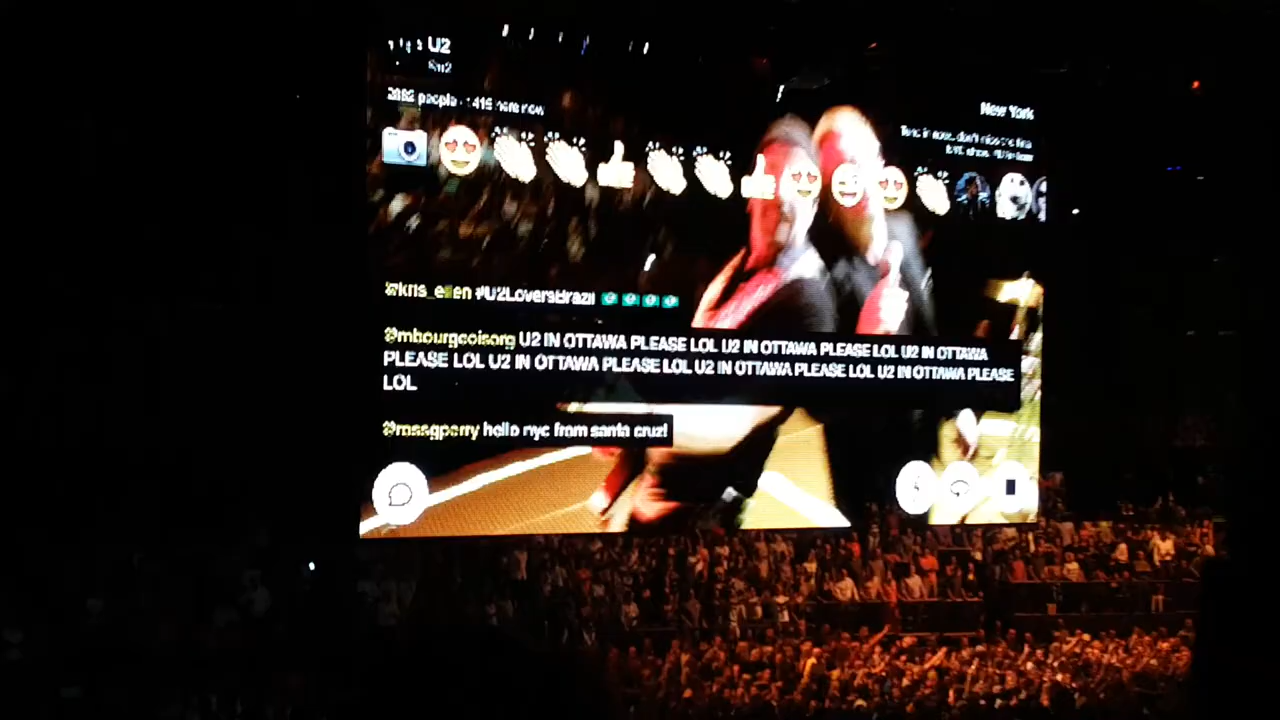 U2
people
New York
#U2LoversBrazil
@mbourgeoisorg U2 IN OTTAWA PLEASE LOL U2 IN OTTAWA PLEASE LOL U2 IN OTTAWA
PLEASE LOL U2 IN OTTAWA PLEASE LOL U2 IN OTTAWA PLEASE LOL U2 IN OTTAWA PLEASE
LOL
@rossgperry hello nyc from santa cruz!